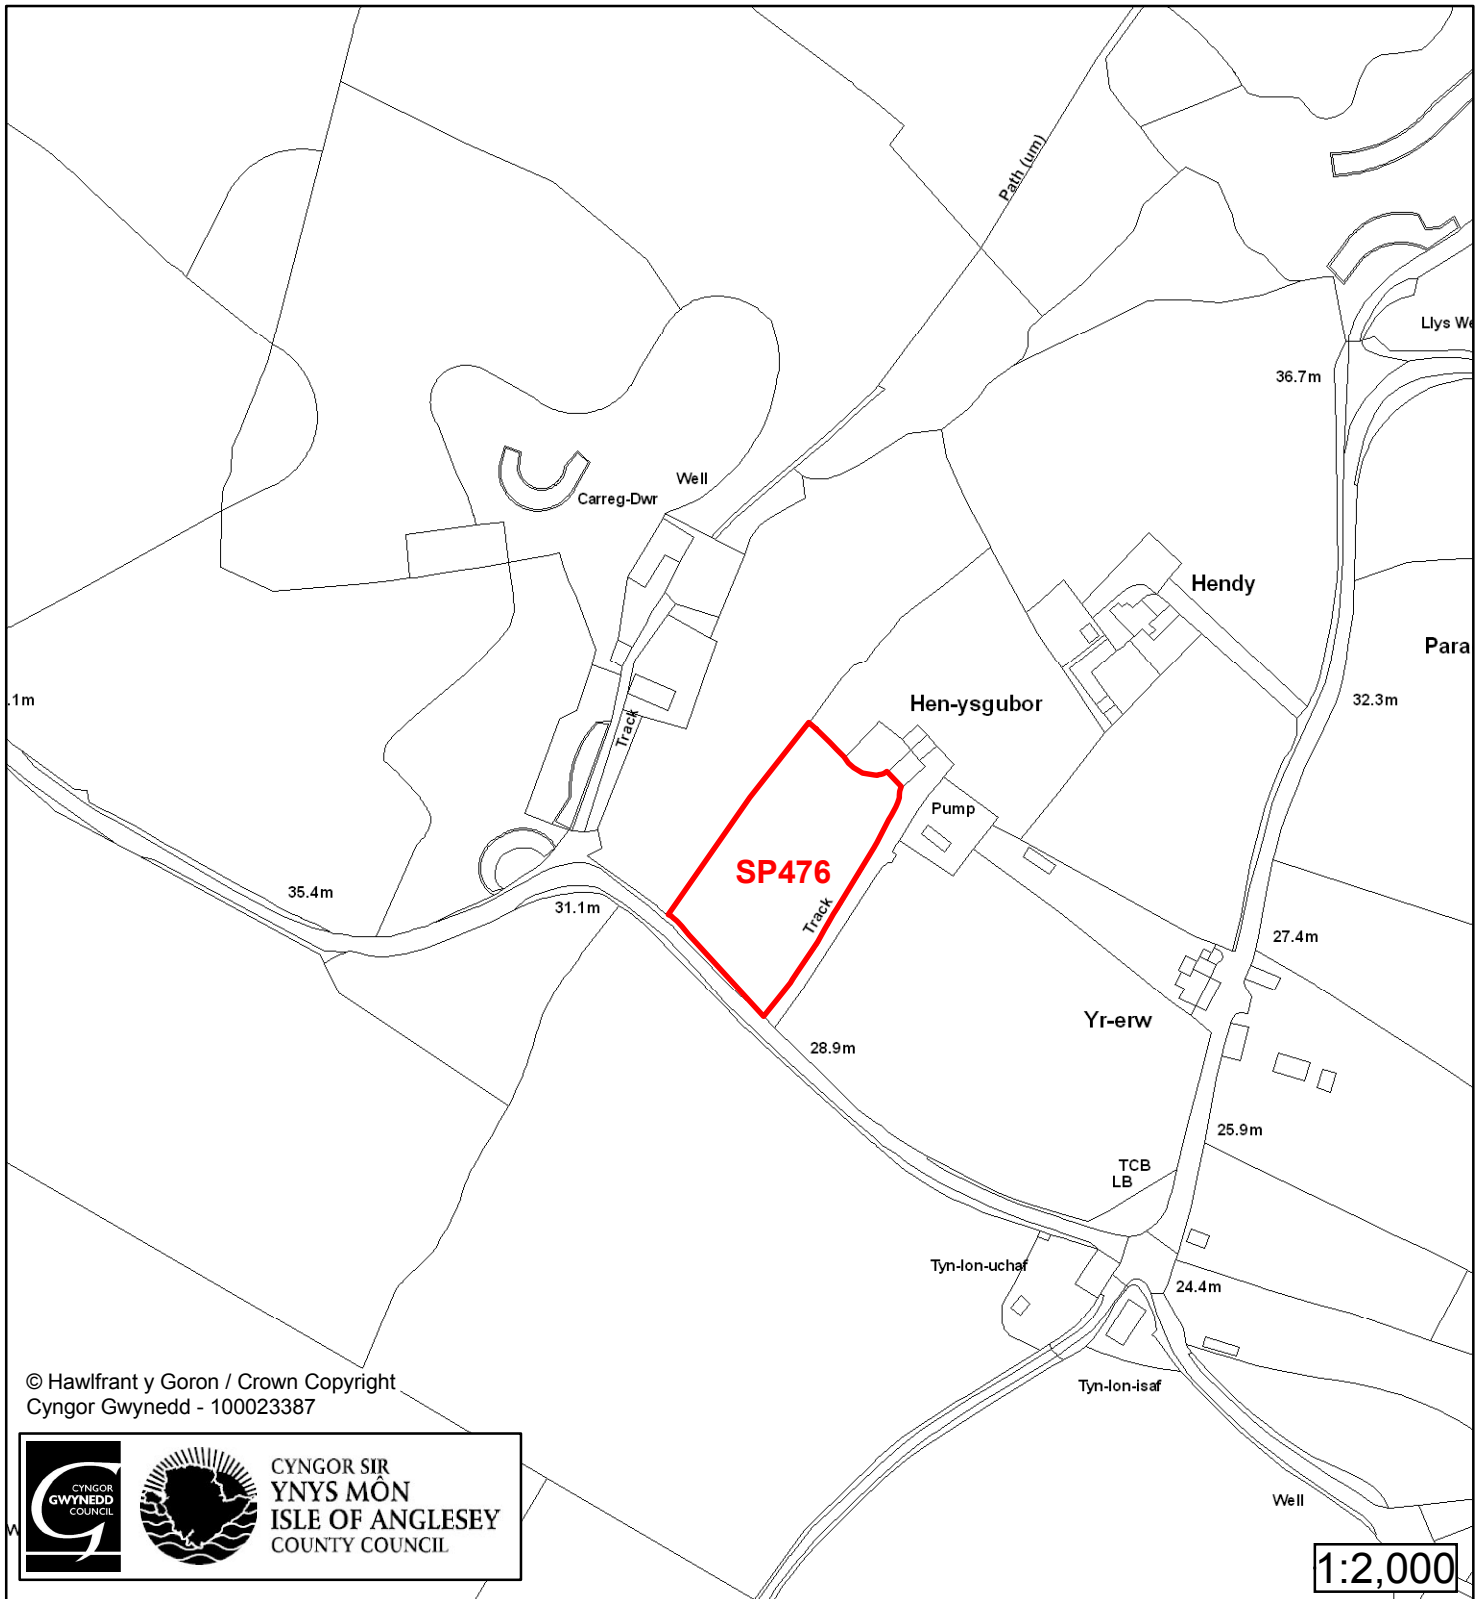 Path (um)
Llys We
36.7m
Well
Carreg-Dwr
Hendy
Para
.1m
32.3m
Hen-ysgubor
Track
Pump
SP476
35.4m
31.1m
Track
27.4m
Yr-erw
28.9m
25.9m
TCB
LB
Tyn-lon-uchaf
24.4m
Tyn-lon-isaf
© Hawlfrant y Goron / Crown Copyright
Cyngor Gwynedd - 100023387
CYNGOR
GWYNEDD
COUNCIL
CYNGOR SIR
YNYS MÔN
ISLE OF ANGLESEY
COUNTY COUNCIL
W
Well
1:2,000